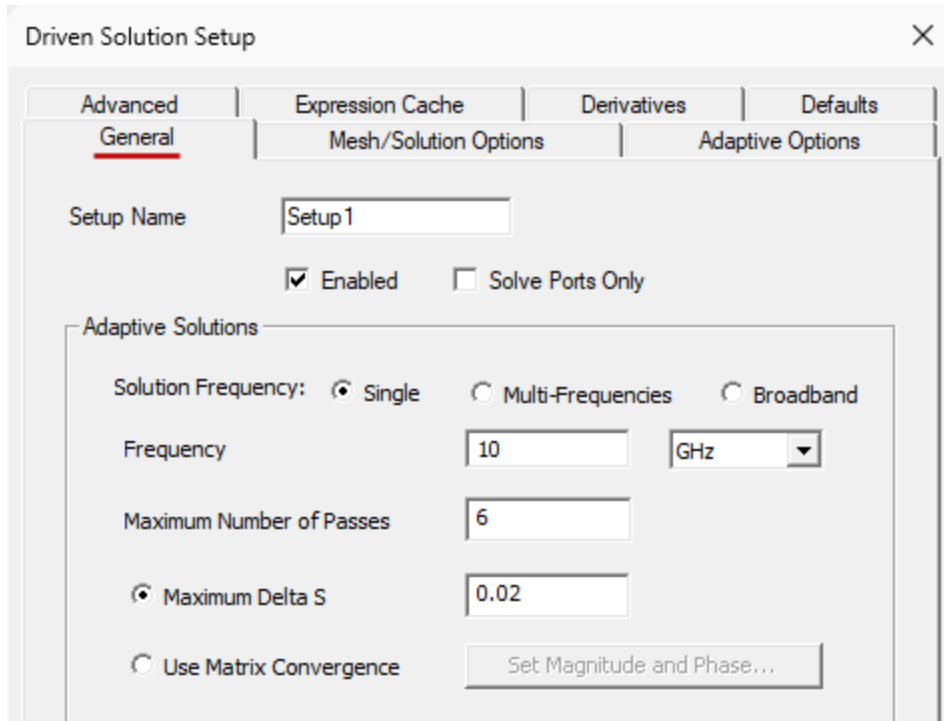 Driven Solution Setup
Advanced Expression Cache Derivatives Defaults
General Mesh/Solution Options Adaptive Options
Setup Name Setup1
Enabled Solve Ports Only
Adaptive Solutions
Solution Frequency: Single Multi-Frequencies Broadband
Frequency 10 GHz
Maximum Number of Passes 6
Maximum Delta S 0.02
Use Matrix Convergence Set Magnitude and Phase...